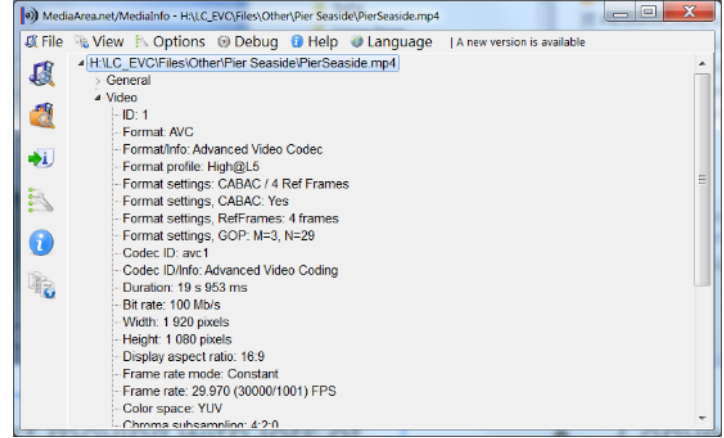 MediaArea.net/MediaInfo - H:\LC_EVC\Files\Other\Pier Seaside\PierSeaside.mp4
File View Options Debug Help Language | A new version is available
H:\LC_EVC\Files\Other\Pier Seaside\PierSeaside.mp4
General
Video
ID: 1
Format: AVC
Format/Info: Advanced Video Codec
Format profile: High@L5
Format settings: CABAC / 4 Ref Frames
Format settings, CABAC: Yes
Format settings, RefFrames: 4 frames
Format settings, GOP: M=3, N=29
Codec ID: avc1
Codec ID/Info: Advanced Video Coding
Duration: 19 s 953 ms
Bit rate: 100 Mb/s
Width: 1 920 pixels
Height: 1 080 pixels
Display aspect ratio: 16:9
Frame rate mode: Constant
Frame rate: 29.970 (30000/1001) FPS
Color space: YUV
Chroma subsampling: 4:2:0